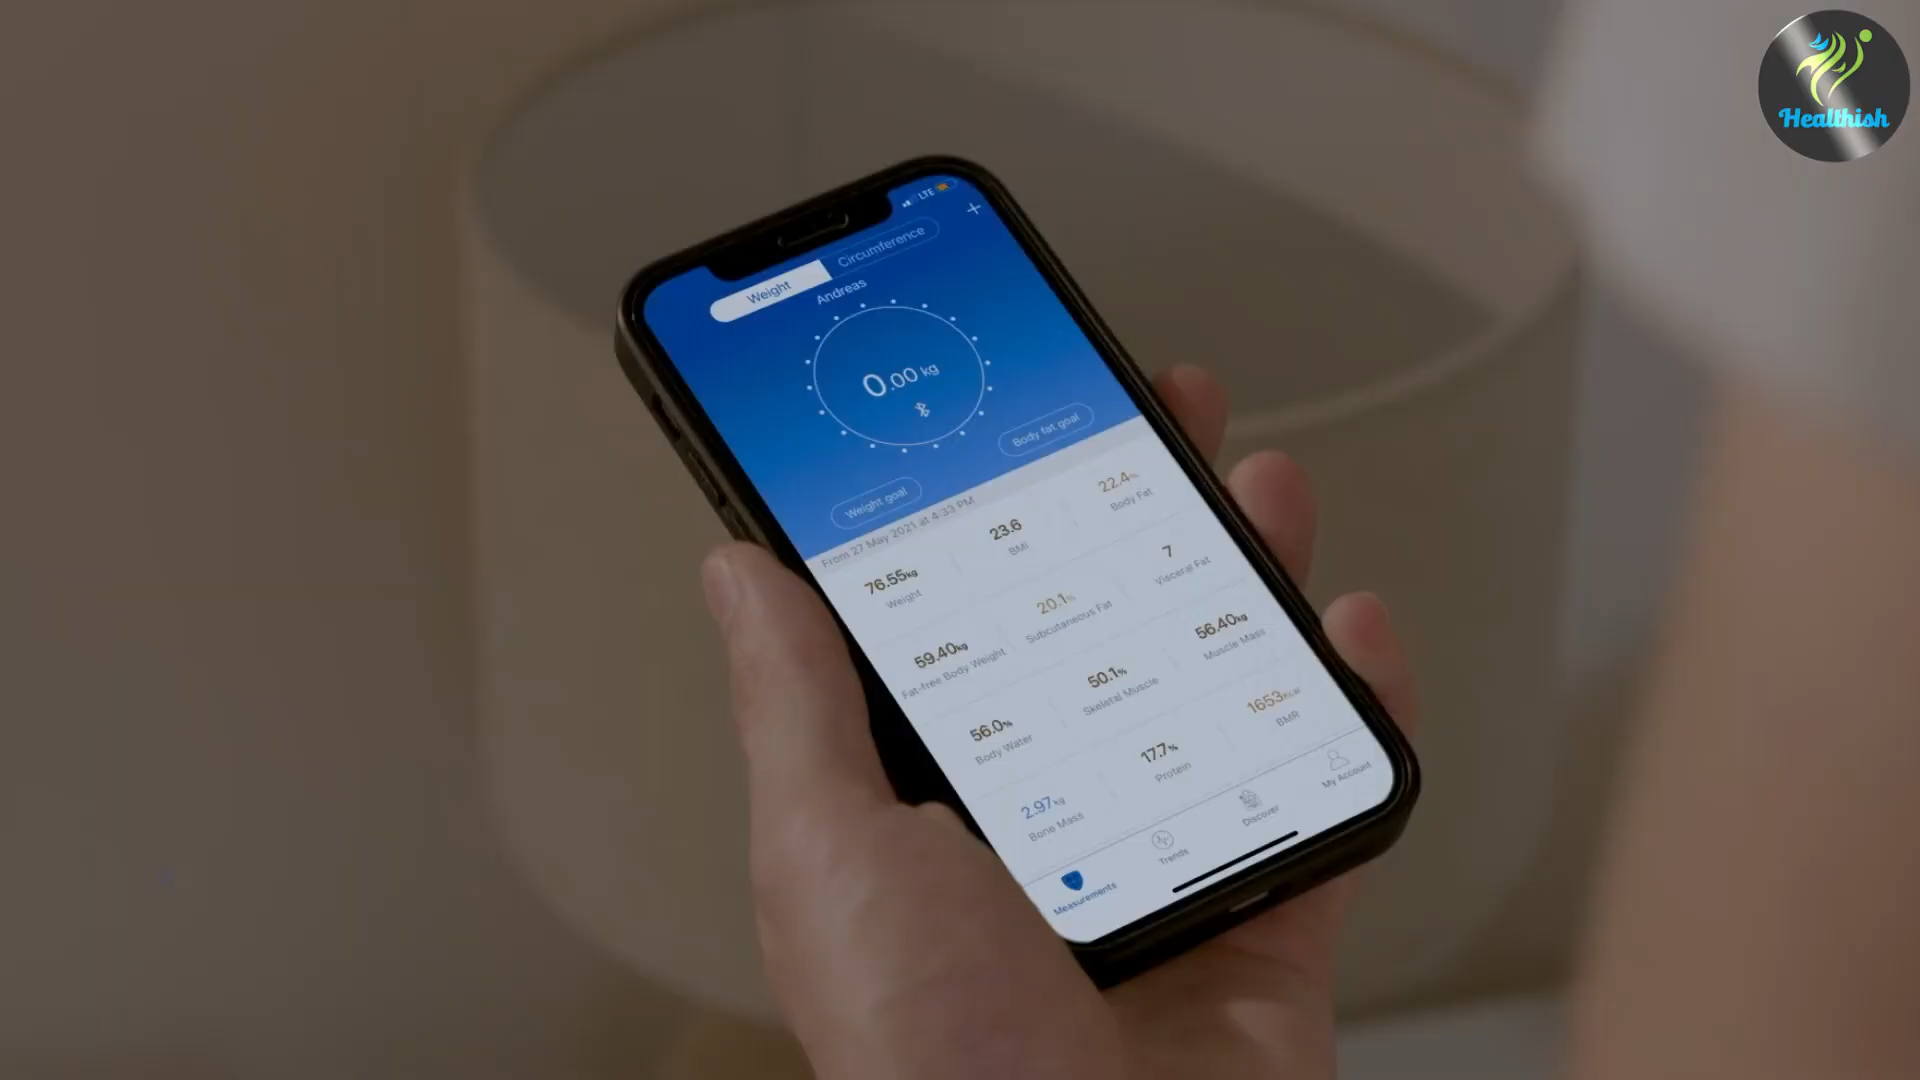 Healthish
LTE
Weight
Circumference
Andreas
0.00 kg
Weight goal
Body fat goal
From 27 May 2021 at 4:33 PM
76.55kg
Weight
23.6
BMI
22.4%
Body Fat
59.40kg
Fat-free Body Weight
20.1%
Subcutaneous Fat
7
Visceral Fat
56.0%
Body Water
50.1%
Skeletal Muscle
56.40kg
Muscle Mass
2.97kg
Bone Mass
17.7%
Protein
1653Kcal
BMR
Measurements
Trends
Discover
My Account